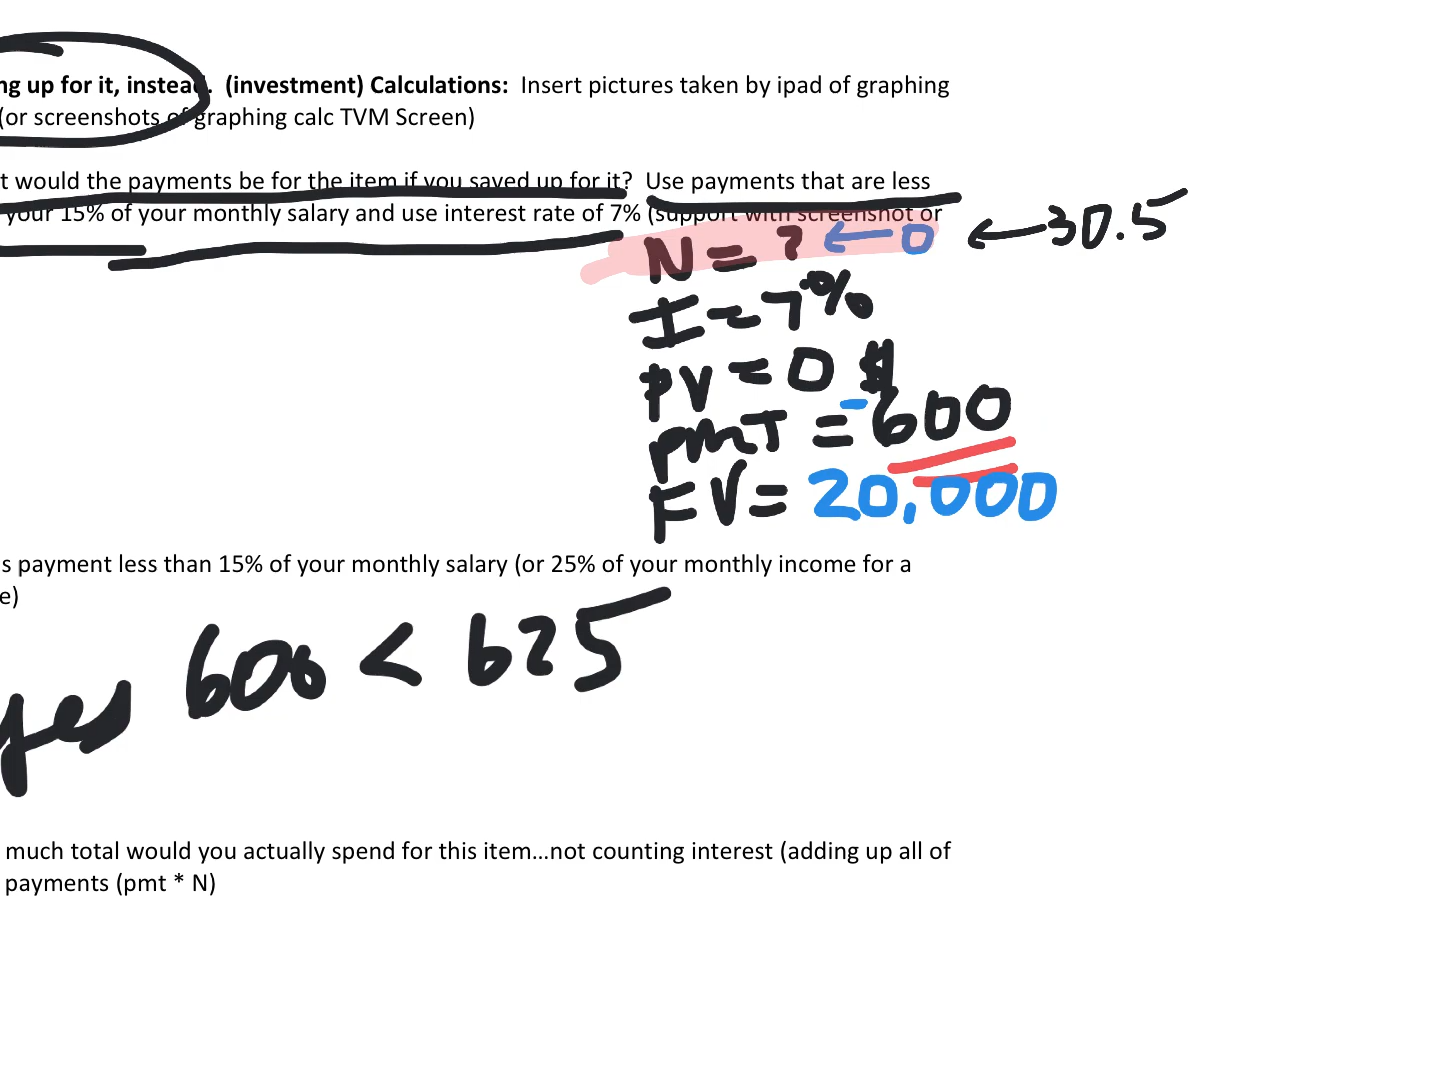 ng up for it, instead. (investment) Calculations: Insert pictures taken by ipad of graphing
(or screenshots of graphing calc TVM Screen)
t would the payments be for the item if you saved up for it? Use payments that are less
your 15% of your monthly salary and use interest rate of 7% (support with screenshot or
N = ? ← 0 ← 30.5
I = 7%
PV = 0 $
PMT = -600
FV = 20,000
s payment less than 15% of your monthly salary (or 25% of your monthly income for a
e)
yes 600 < 625
much total would you actually spend for this item...not counting interest (adding up all of
payments (pmt * N)